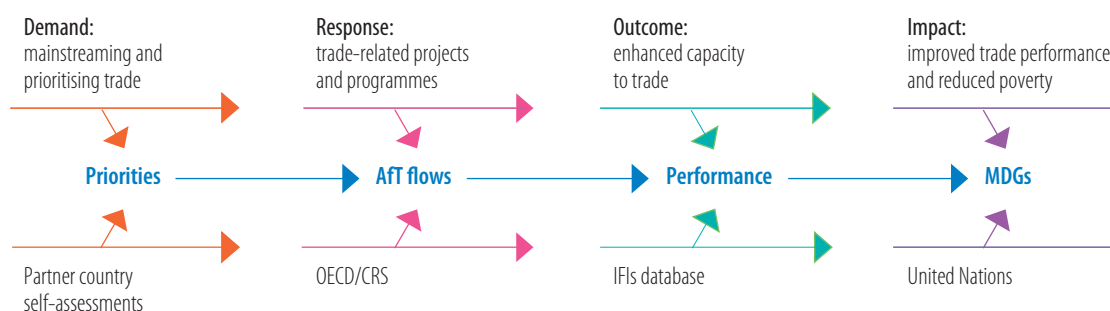 Demand:
mainstreaming and
prioritising trade
Response:
trade-related projects
and programmes
Outcome:
enhanced capacity
to trade
Impact:
improved trade performance
and reduced poverty
Priorities
AfT flows
Performance
MDGs
Partner country
self-assessments
OECD/CRS
IFIs database
United Nations